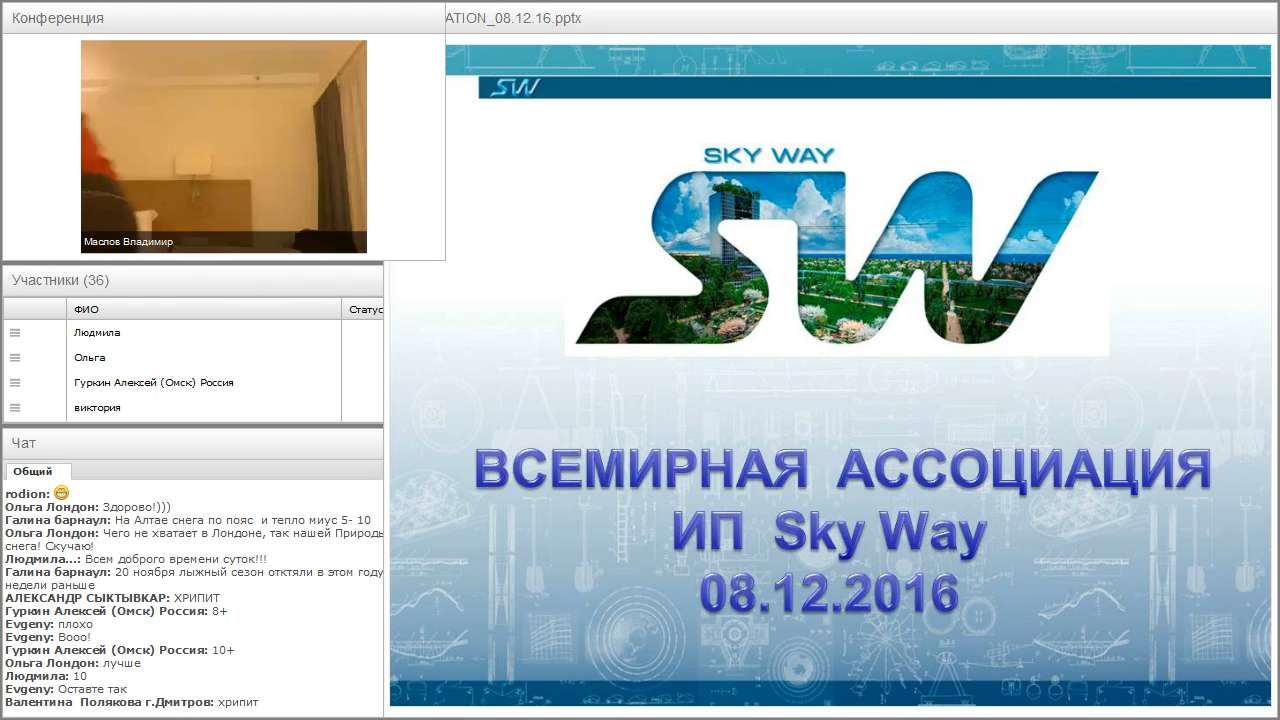 Конференция
ATION_08.12.16.pptx
Маслов Владимир
Участники (36)
ФИО
Статус
Людмила
Ольга
Гуркин Алексей (Омск) Россия
виктория
Чат
Общий
rodion:
Ольга Лондон: Здорово!)))
Галина барнаул: На Алтае снега по пояс и тепло миус 5- 10
Ольга Лондон: Чего не хватает в Лондоне, так нашей Природы
снега! Скучаю!
Людмила...: Всем доброго времени суток!!!
Галина барнаул: 20 ноября лыжный сезон отктяли в этом году
недели раньше
АЛЕКСАНДР СЫКТЫВКАР: ХРИПИТ
Гуркин Алексей (Омск) Россия: 8+
Evgeny: плохо
Evgeny: Вооо!
Гуркин Алексей (Омск) Россия: 10+
Ольга Лондон: лучше
Людмила: 10
Evgeny: Оставте так
Валентина Полякова г.Дмитров: хрипит
SW
SKY WAY
SW
ВСЕМИРНАЯ АССОЦИАЦИЯ
ИП Sky Way
08.12.2016